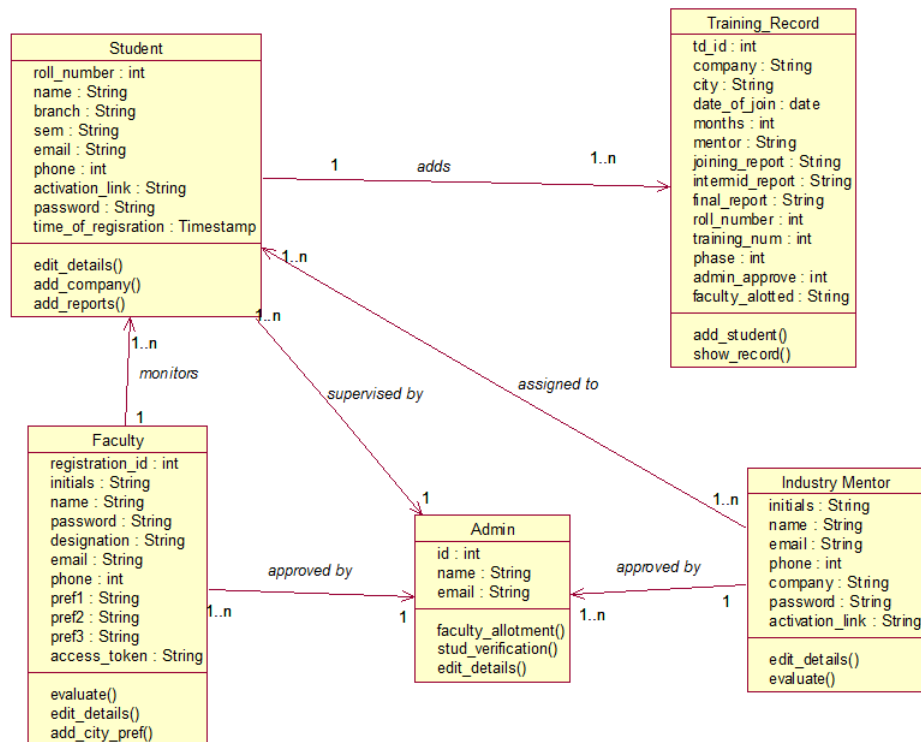 Student
roll_number : int
name : String
branch : String
sem : String
email : String
phone : int
activation_link : String
password : String
time_of_regisration : Timestamp
edit_details()
add_company()
add_reports()
1
adds
1..n
Training_Record
td_id : int
company : String
city : String
date_of_join : date
months : int
mentor : String
joining_report : String
intermid_report : String
final_report : String
roll_number : int
training_num : int
phase : int
admin_approve : int
faculty_alotted : String
add_student()
show_record()
1..n
1..n
1..n
monitors
1
supervised by
1
assigned to
1..n
Faculty
registration_id : int
initials : String
name : String
password : String
designation : String
email : String
phone : int
pref1 : String
pref2 : String
pref3 : String
access_token : String
evaluate()
edit_details()
add_city_pref()
approved by
1..n
1
Admin
id : int
name : String
email : String
faculty_allotment()
stud_verification()
edit_details()
approved by
1..n
1
Industry Mentor
initials : String
name : String
email : String
phone : int
company : String
password : String
activation_link : String
edit_details()
evaluate()